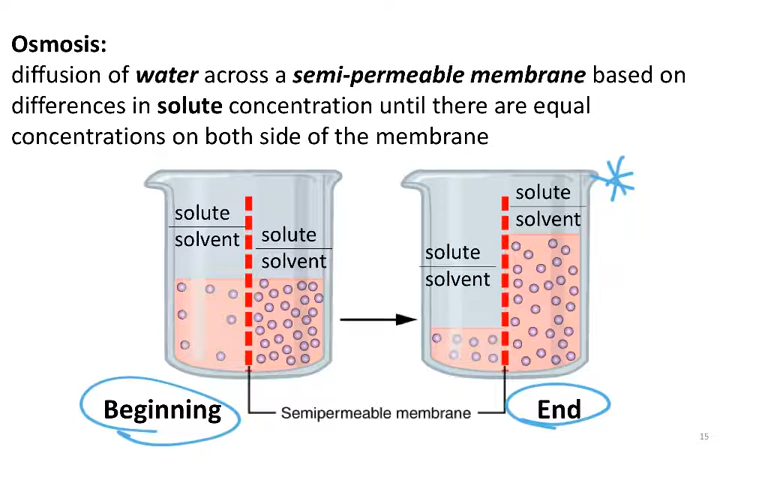 Osmosis:
diffusion of water across a semi-permeable membrane based on
differences in solute concentration until there are equal
concentrations on both side of the membrane
solute
solvent
solute
solvent
solute
solvent
solute
solvent
Beginning
Semipermeable membrane
End
15